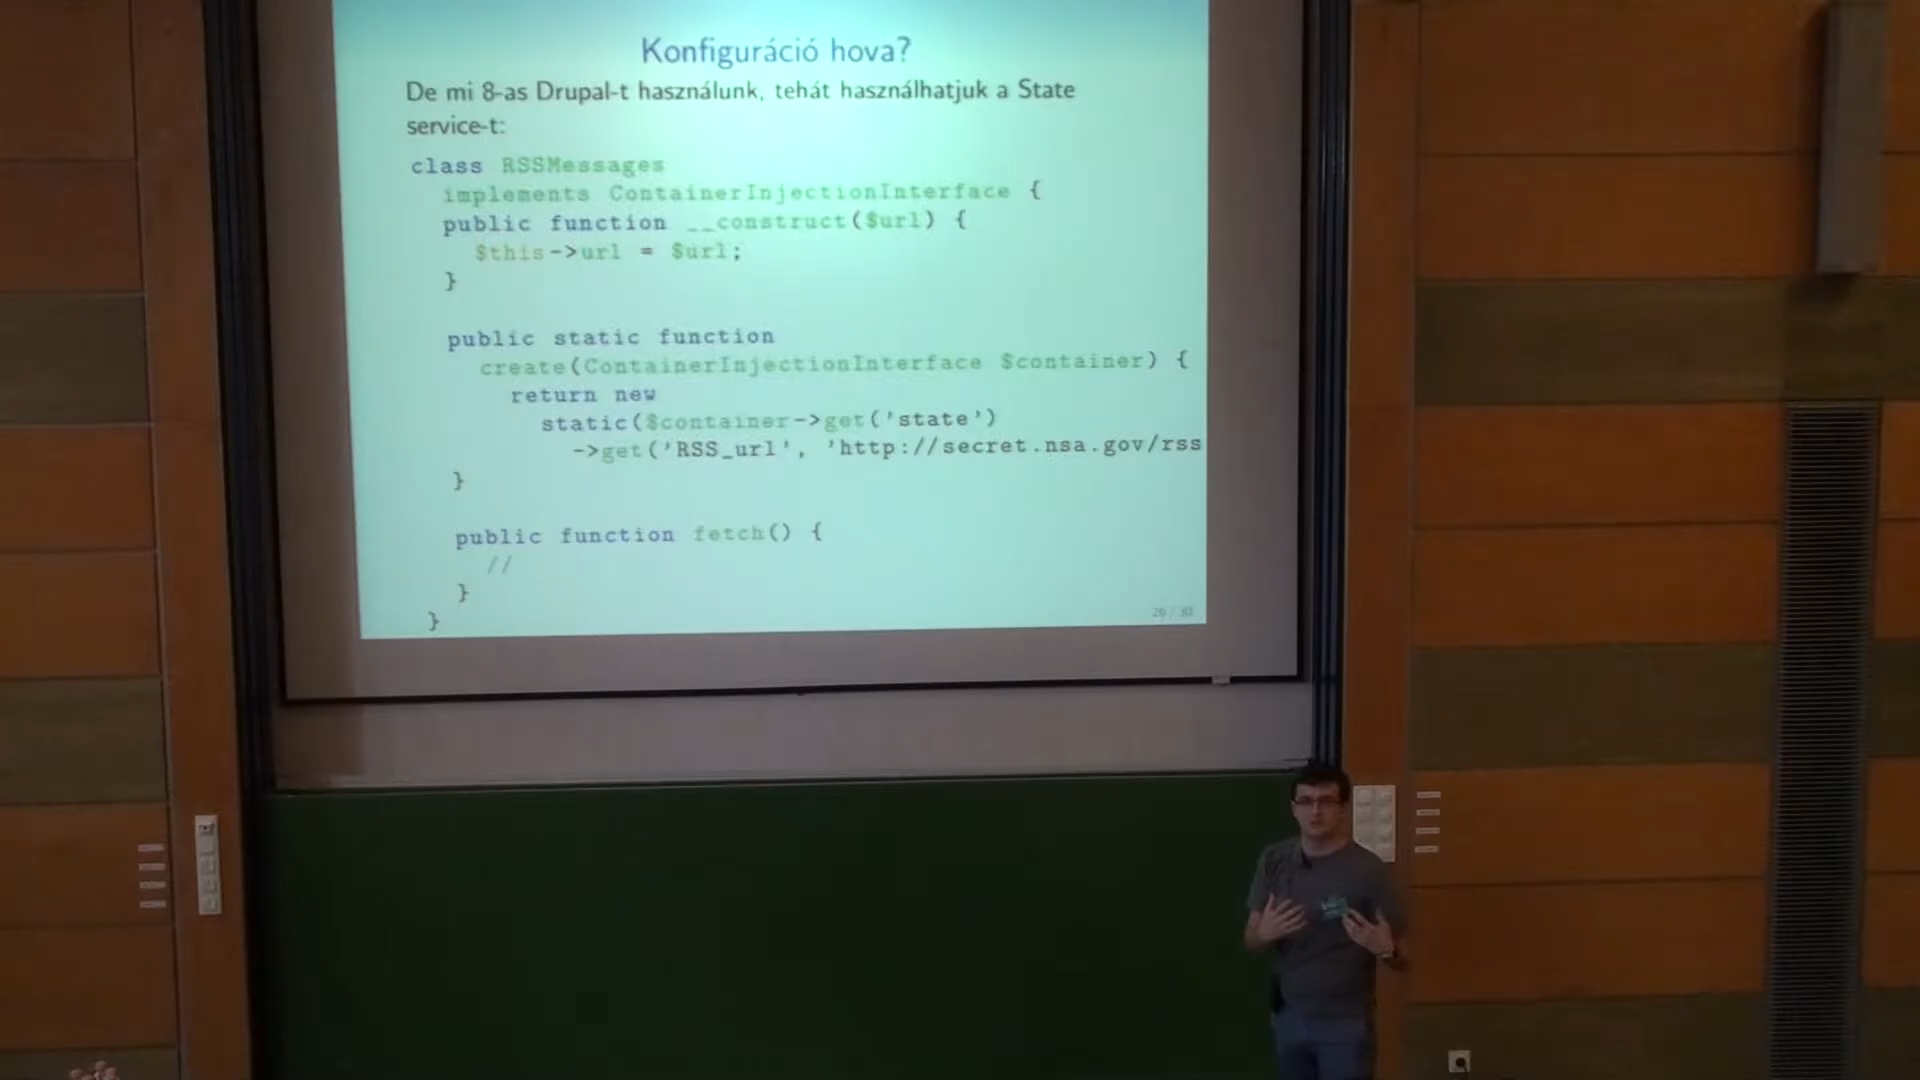 Konfiguráció hova?
De mi 8-as Drupal-t használunk, tehát használhatjuk a State
service-t:
class RSSMessages
implements ContainerInjectionInterface {
public function __construct($url) {
$this->url = $url;
}
public static function
create(ContainerInjectionInterface $container) {
return new
static($container->get('state')
->get('RSS_url', 'http://secret.nsa.gov/rss
}
public function fetch() {
//
}
}